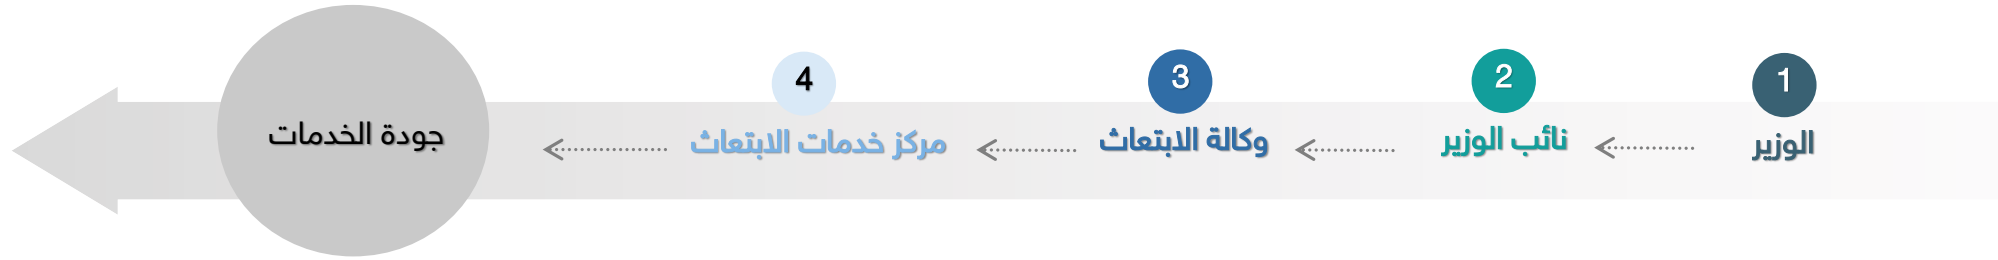 1
الوزير
2
نائب الوزير
3
وكالة الابتعاث
4
مركز خدمات الابتعاث
جودة الخدمات